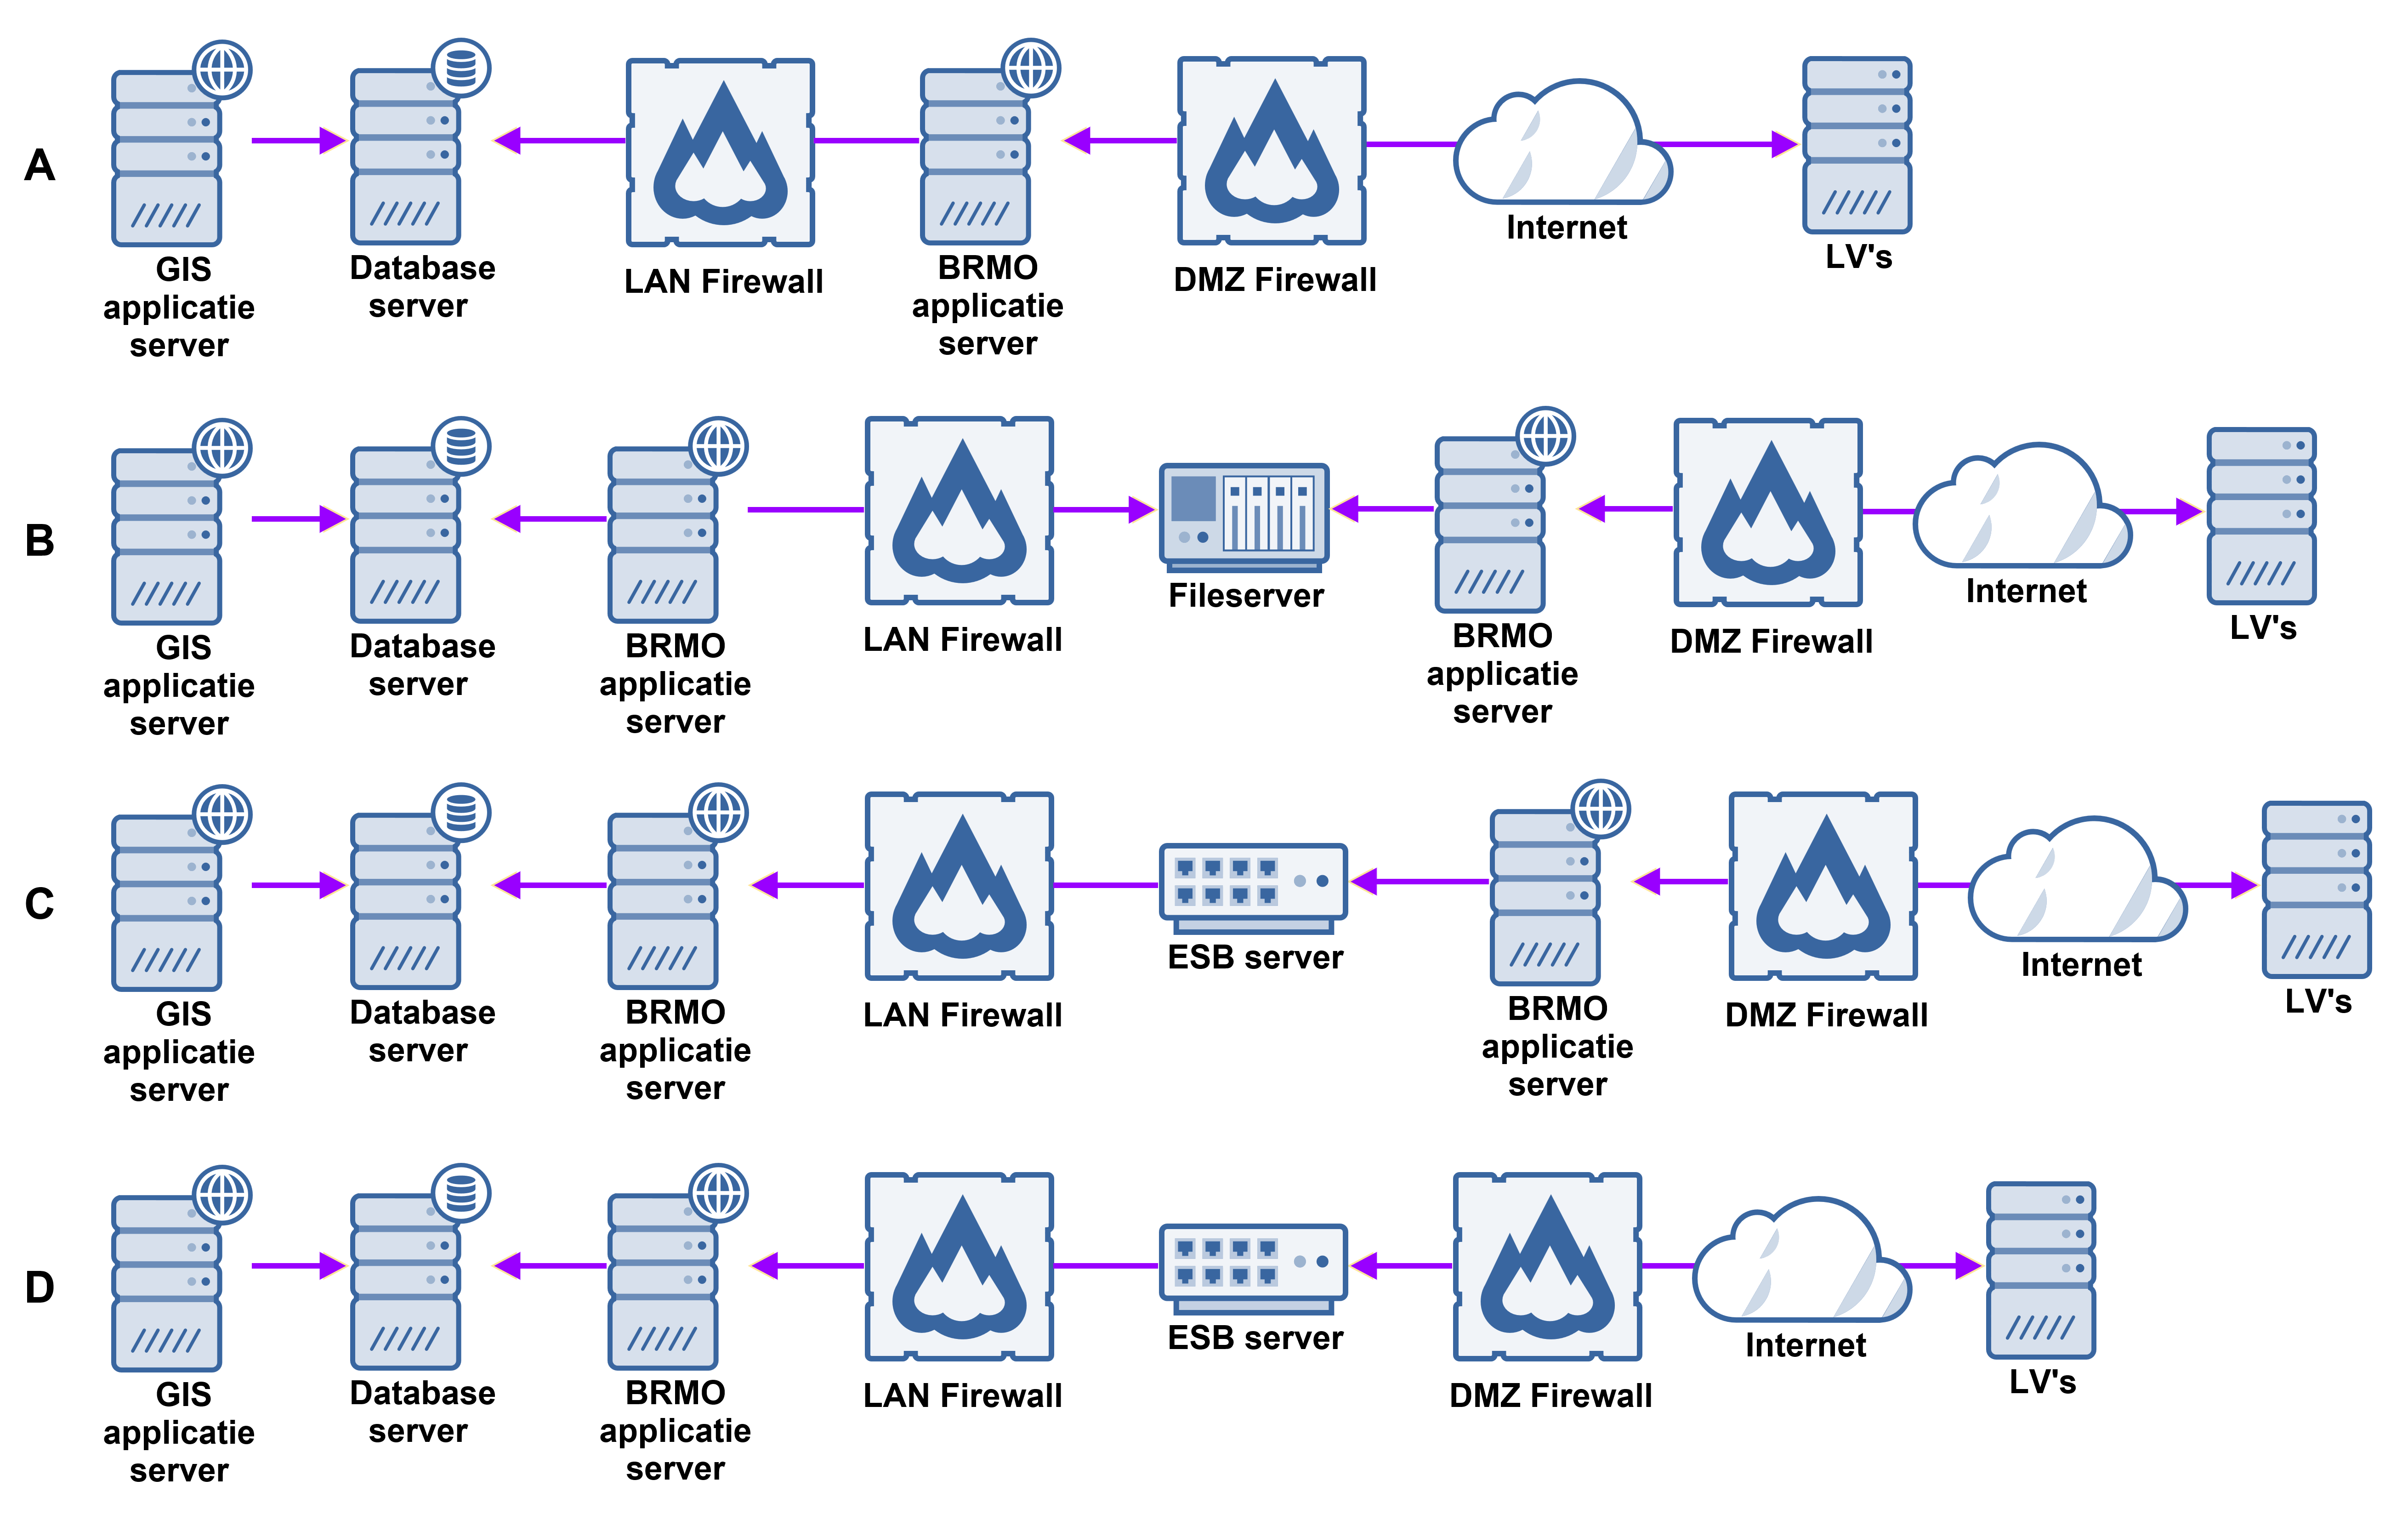 A
GIS
applicatie
server
Database
server
LAN Firewall
BRMO
applicatie
server
DMZ Firewall
Internet
LV's
B
GIS
applicatie
server
Database
server
BRMO
applicatie
server
LAN Firewall
Fileserver
BRMO
applicatie
server
DMZ Firewall
Internet
LV's
C
GIS
applicatie
server
Database
server
BRMO
applicatie
server
LAN Firewall
ESB server
BRMO
applicatie
server
DMZ Firewall
Internet
LV's
D
GIS
applicatie
server
Database
server
BRMO
applicatie
server
LAN Firewall
ESB server
DMZ Firewall
Internet
LV's